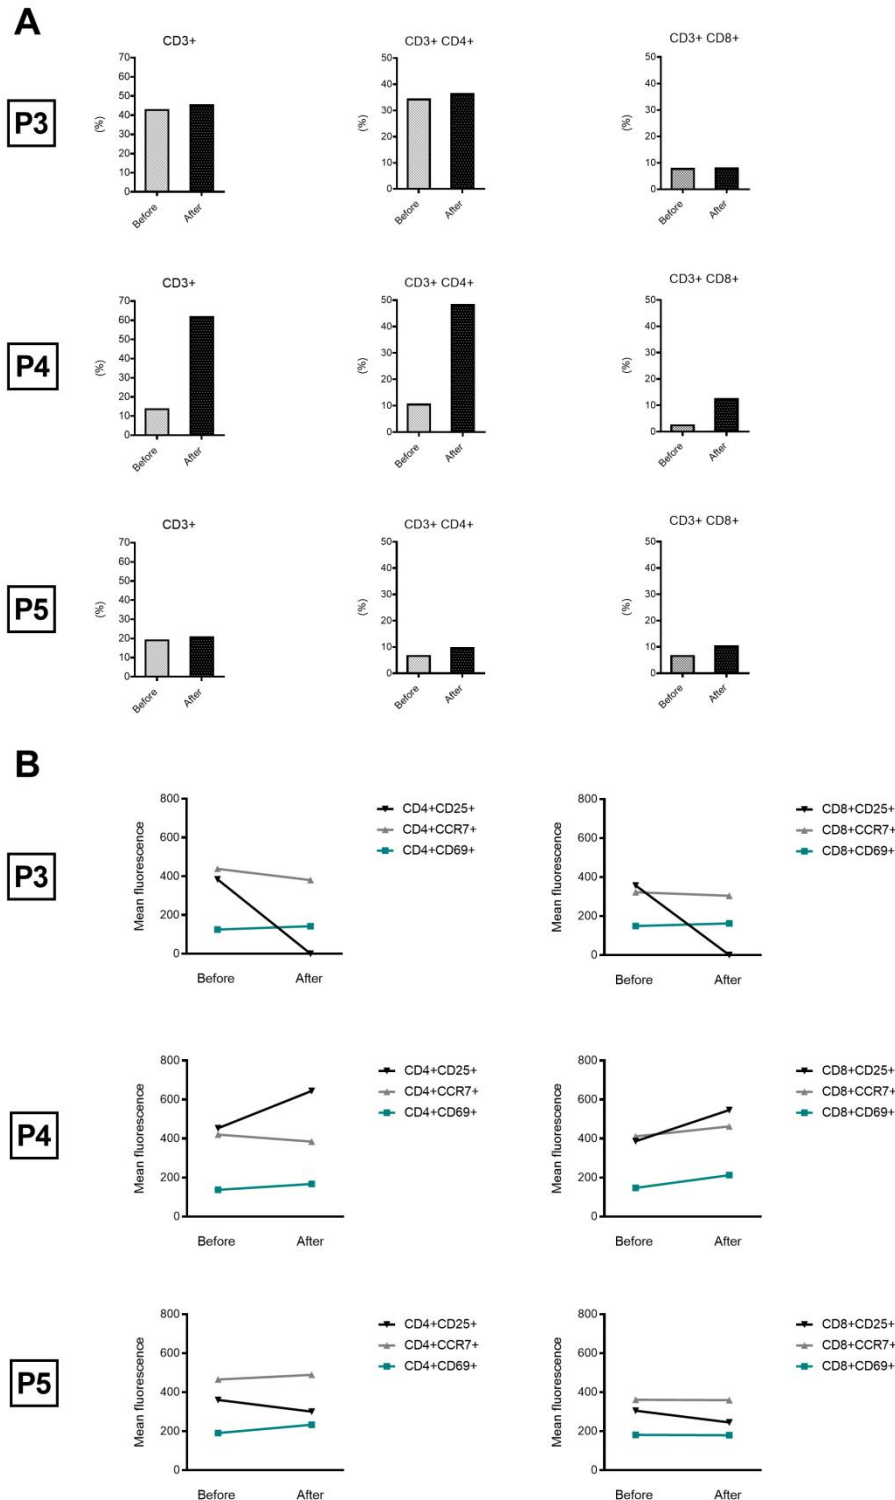 A
P3
CD3+
(%)
70
60
50
40
30
20
10
0
Before
After
CD3+ CD4+
(%)
50
40
30
20
10
0
Before
After
CD3+ CD8+
(%)
50
40
30
20
10
0
Before
After
P4
CD3+
(%)
70
60
50
40
30
20
10
0
Before
After
CD3+ CD4+
(%)
50
40
30
20
10
0
Before
After
CD3+ CD8+
(%)
50
40
30
20
10
0
Before
After
P5
CD3+
(%)
70
60
50
40
30
20
10
0
Before
After
CD3+ CD4+
(%)
50
40
30
20
10
0
Before
After
CD3+ CD8+
(%)
50
40
30
20
10
0
Before
After
B
P3
Mean fluorescence
800
600
400
200
0
Before
After
CD4+CD25+
CD4+CCR7+
CD4+CD69+
Mean fluorescence
800
600
400
200
0
Before
After
CD8+CD25+
CD8+CCR7+
CD8+CD69+
P4
Mean fluorescence
800
600
400
200
0
Before
After
CD4+CD25+
CD4+CCR7+
CD4+CD69+
Mean fluorescence
800
600
400
200
0
Before
After
CD8+CD25+
CD8+CCR7+
CD8+CD69+
P5
Mean fluorescence
800
600
400
200
0
Before
After
CD4+CD25+
CD4+CCR7+
CD4+CD69+
Mean fluorescence
800
600
400
200
0
Before
After
CD8+CD25+
CD8+CCR7+
CD8+CD69+